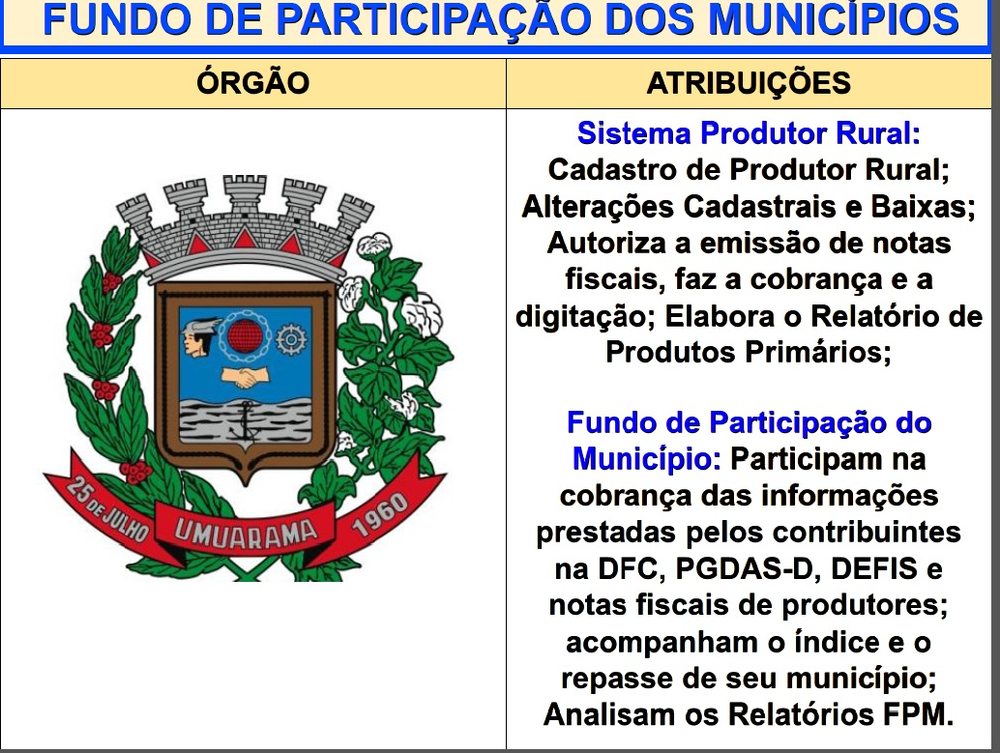 FUNDO DE PARTICIPAÇÃO DOS MUNICÍPIOS
ÓRGÃO
ATRIBUIÇÕES
25 DE JULHO
UMUARAMA
1960
Sistema Produtor Rural:
Cadastro de Produtor Rural;
Alterações Cadastrais e Baixas;
Autoriza a emissão de notas
fiscais, faz a cobrança e a
digitação; Elabora o Relatório de
Produtos Primários;
Fundo de Participação do
Município: Participam na
cobrança das informações
prestadas pelos contribuintes
na DFC, PGDAS-D, DEFIS e
notas fiscais de produtores;
acompanham o índice e o
repasse de seu município;
Analisam os Relatórios FPM.